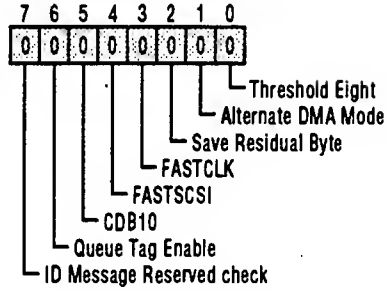 7 6 5 4 3 2 1 0
0 0 0 0 0 0 0 0
Threshold Eight
Alternate DMA Mode
Save Residual Byte
FASTCLK
FASTSCSI
CDB10
Queue Tag Enable
ID Message Reserved check